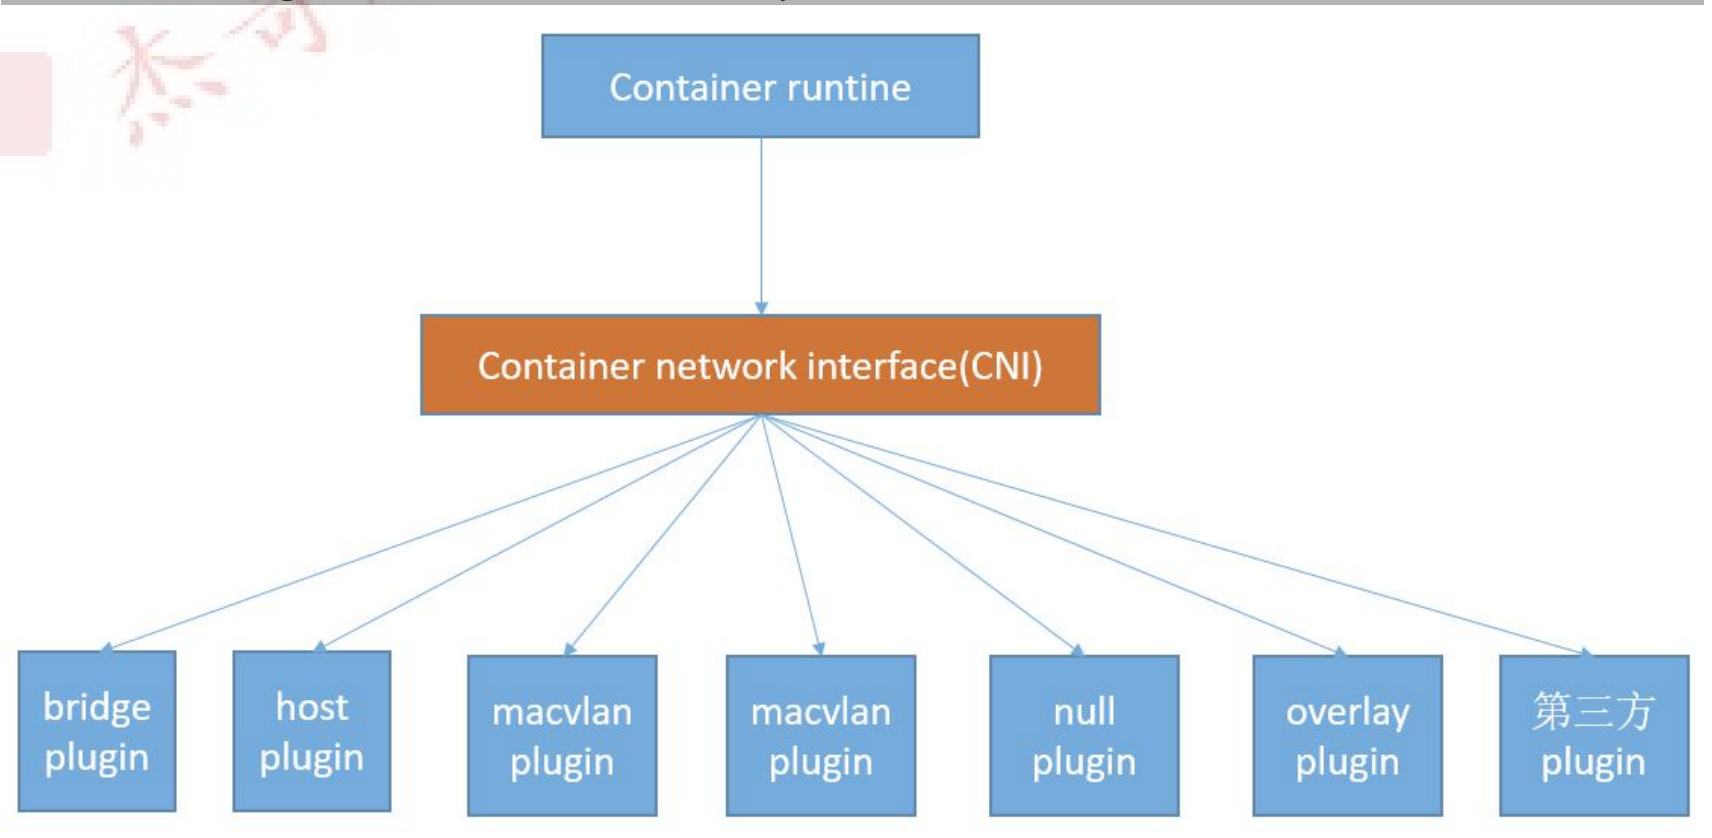 Container runtine
Container network interface(CNI)
bridge
plugin
host
plugin
macvlan
plugin
macvlan
plugin
null
plugin
overlay
plugin
第三方
plugin